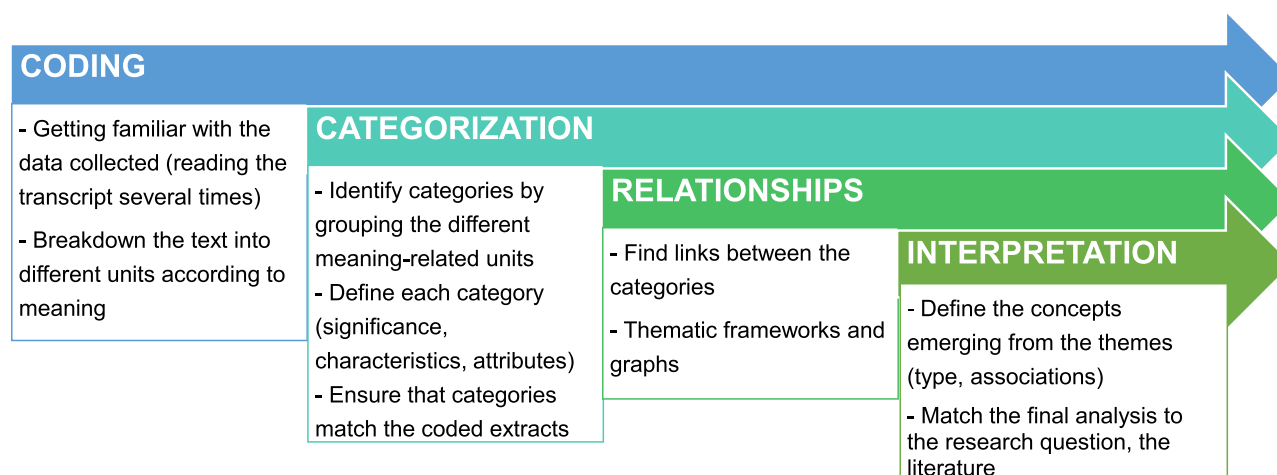 CODING
- Getting familiar with the
data collected (reading the
transcript several times)
- Breakdown the text into
different units according to
meaning
CATEGORIZATION
- Identify categories by
grouping the different
meaning-related units
- Define each category
(significance,
characteristics, attributes)
- Ensure that categories
match the coded extracts
RELATIONSHIPS
- Find links between the
categories
- Thematic frameworks and
graphs
INTERPRETATION
- Define the concepts
emerging from the themes
(type, associations)
- Match the final analysis to
the research question, the
literature